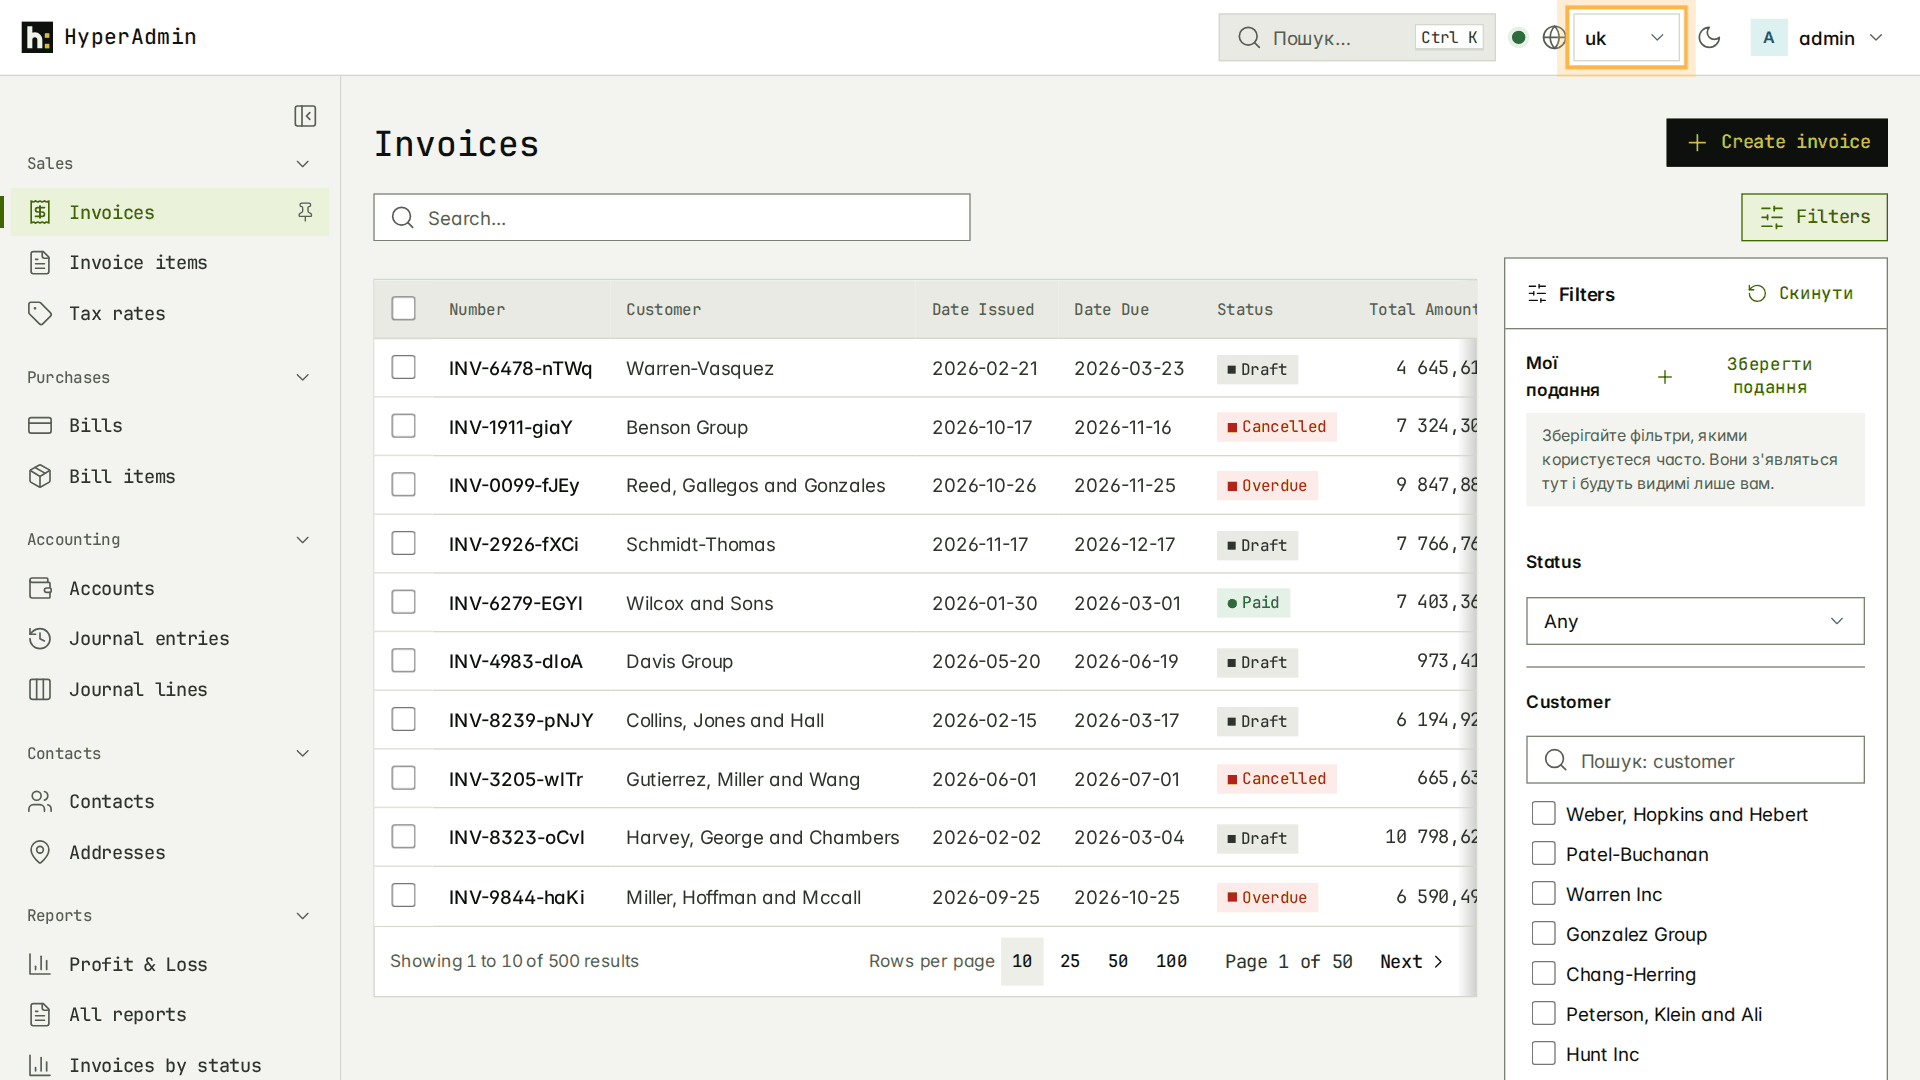 HyperAdmin
Пошук...
Ctrl K
uk
A
admin
Sales
Invoices
Invoice items
Tax rates
Purchases
Bills
Bill items
Accounting
Accounts
Journal entries
Journal lines
Contacts
Contacts
Addresses
Reports
Profit & Loss
All reports
Invoices by status
Invoices
Create invoice
Search...
Filters
Number Customer Date Issued Date Due Status Total Amount
INV-6478-nTWq Warren-Vasquez 2026-02-21 2026-03-23 Draft 4 645,61
INV-1911-giaY Benson Group 2026-10-17 2026-11-16 Cancelled 7 324,30
INV-0099-fJEy Reed, Gallegos and Gonzales 2026-10-26 2026-11-25 Overdue 9 847,88
INV-2926-fXCi Schmidt-Thomas 2026-11-17 2026-12-17 Draft 7 766,76
INV-6279-EGYI Wilcox and Sons 2026-01-30 2026-03-01 Paid 7 403,36
INV-4983-dIoA Davis Group 2026-05-20 2026-06-19 Draft 973,41
INV-8239-pNJY Collins, Jones and Hall 2026-02-15 2026-03-17 Draft 6 194,92
INV-3205-wITr Gutierrez, Miller and Wang 2026-06-01 2026-07-01 Cancelled 665,63
INV-8323-oCvI Harvey, George and Chambers 2026-02-02 2026-03-04 Draft 10 798,62
INV-9844-haKi Miller, Hoffman and Mccall 2026-09-25 2026-10-25 Overdue 6 590,49
Showing 1 to 10 of 500 results
Rows per page 10 25 50 100
Page 1 of 50
Next
Filters
Скинути
Мої
подання
Зберегти
подання
Зберігайте фільтри, якими
користуєтеся часто. Вони з'являться
тут і будуть видимі лише вам.
Status
Any
Customer
Пошук: customer
Weber, Hopkins and Hebert
Patel-Buchanan
Warren Inc
Gonzalez Group
Chang-Herring
Peterson, Klein and Ali
Hunt Inc